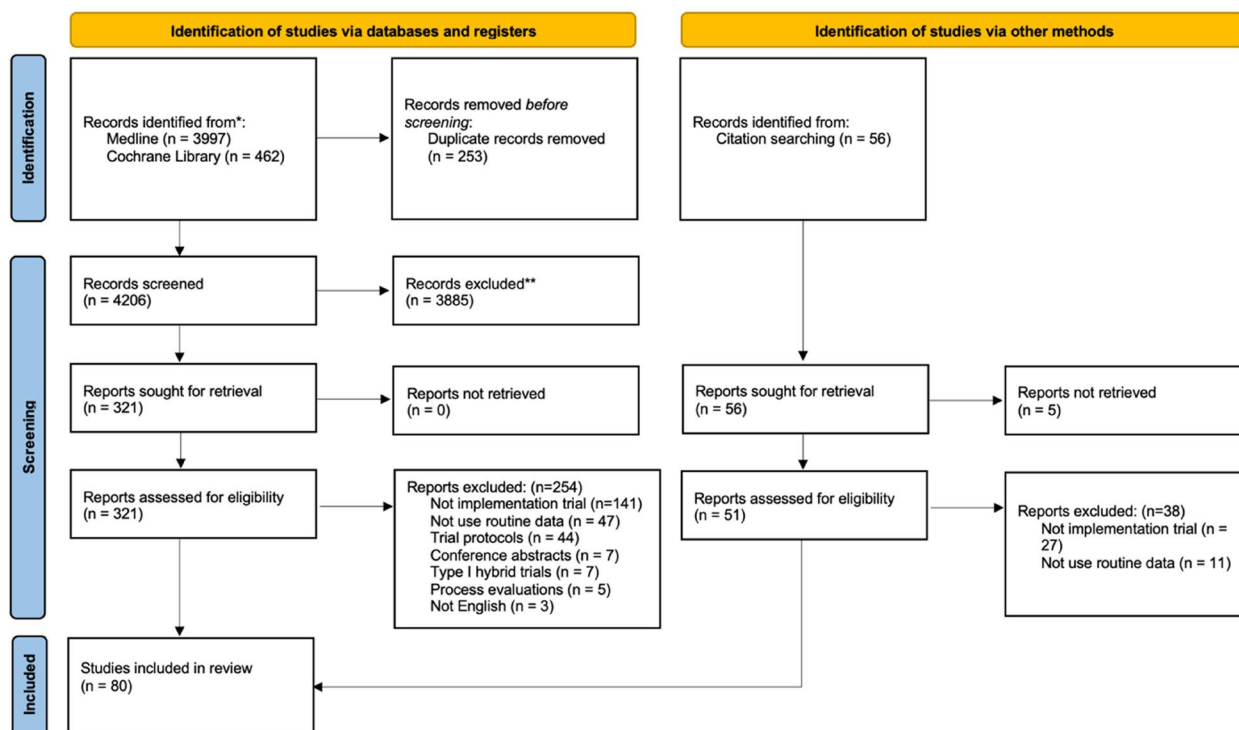 Identification of studies via databases and registers
Identification of studies via other methods
Identification
Records identified from*:
Medline (n = 3997)
Cochrane Library (n = 462)
Records removed before
screening:
Duplicate records removed
(n = 253)
Records identified from:
Citation searching (n = 56)
Screening
Records screened
(n = 4206)
Records excluded**
(n = 3885)
Reports sought for retrieval
(n = 321)
Reports not retrieved
(n = 0)
Reports sought for retrieval
(n = 56)
Reports not retrieved
(n = 5)
Reports assessed for eligibility
(n = 321)
Reports excluded: (n=254)
Not implementation trial (n=141)
Not use routine data (n = 47)
Trial protocols (n = 44)
Conference abstracts (n = 7)
Type I hybrid trials (n = 7)
Process evaluations (n = 5)
Not English (n = 3)
Reports assessed for eligibility
(n = 51)
Reports excluded: (n=38)
Not implementation trial (n =
27)
Not use routine data (n = 11)
Included
Studies included in review
(n = 80)